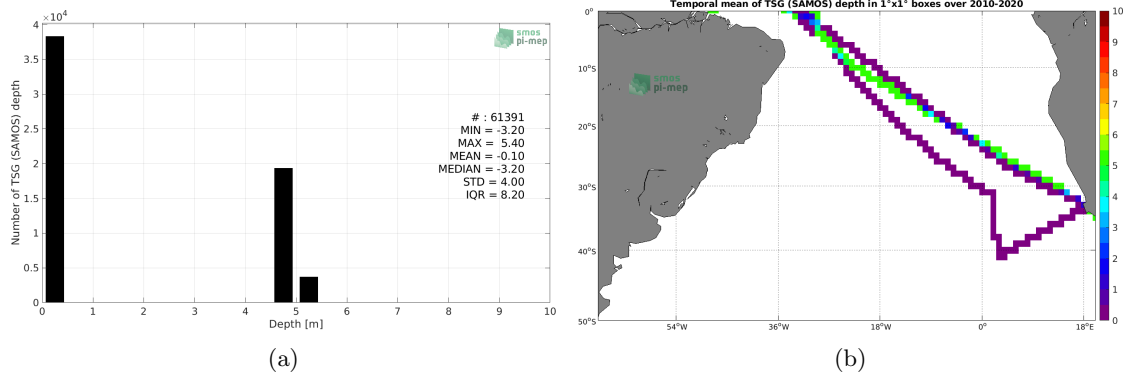 ×10⁴
4
3.5
3
2.5
2
1.5
1
0.5
0
Number of TSG (SAMOS) depth
smos
pi-mep
# : 61391
MIN = -3.20
MAX = 5.40
MEAN = -0.10
MEDIAN = -3.20
STD = 4.00
IQR = 8.20
0 1 2 3 4 5 6 7 8 9 10
Depth [m]
(a)
Temporal mean of TSG (SAMOS) depth in 1°x1° boxes over 2010-2020
smos
pi-mep
0°
10°S
20°S
30°S
40°S
50°S
54°W 36°W 18°W 0° 18°E
10
9
8
7
6
5
4
3
2
1
0
(b)